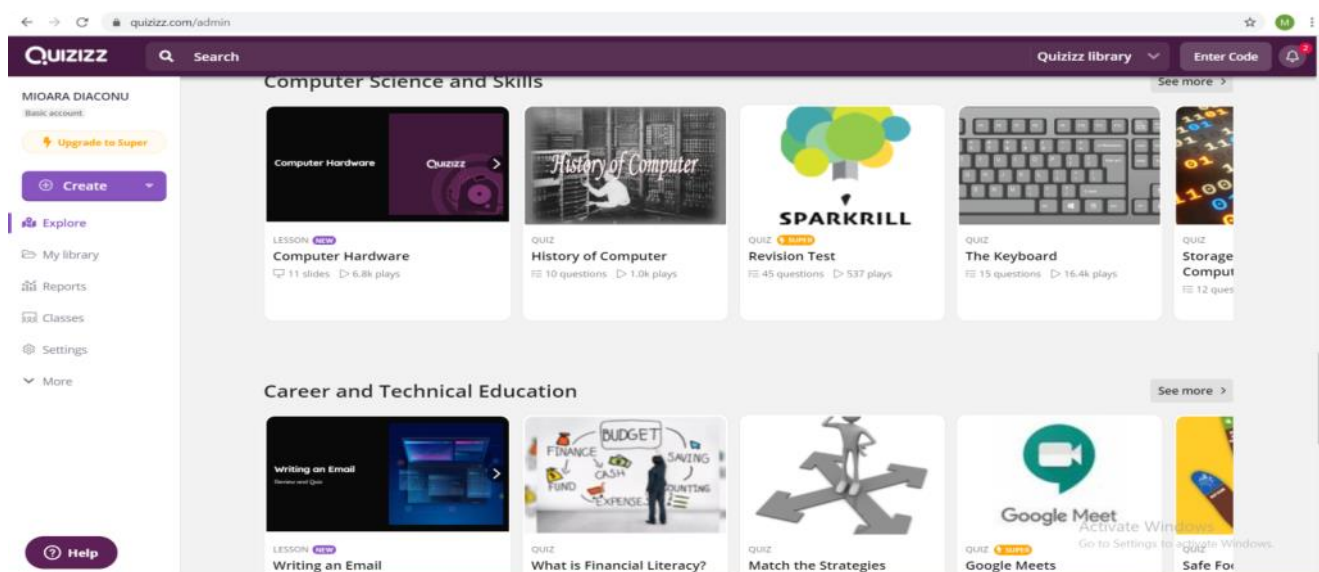 quizizz.com/admin
M
QUIZIZZ
Search
Quizizz library
Enter Code
2
MIOARA DIACONU
Basic account
Upgrade to Super
Create
Explore
My library
Reports
Classes
Settings
More
Help
Computer Science and Skills
See more >
Computer Hardware
QUIZIZZ
History of Computer
SPARKRILL
LESSON NEW
Computer Hardware
11 slides 6.8k plays
QUIZ
History of Computer
10 questions 1.0k plays
QUIZ SUPER
Revision Test
45 questions 537 plays
QUIZ
The Keyboard
15 questions 16.4k plays
QUIZ
Storage
Comput
12 ques
Career and Technical Education
See more >
Writing an Email
Review and Quiz
BUDGET
FINANCE
SAVING
CASH
FUND
OUNTING
EXPENSES
Google Meet
LESSON NEW
Writing an Email
QUIZ
What is Financial Literacy?
QUIZ
Match the Strategies
QUIZ SUPER
Google Meets
QUIZ
Safe Foo
Activate Windows
Go to Settings to activate Windows.